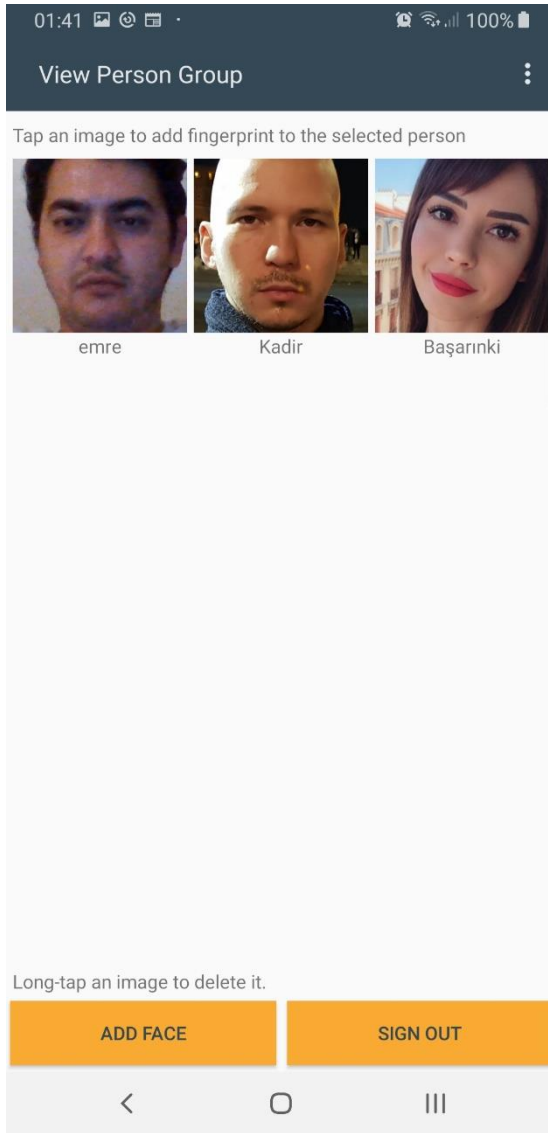 01:41 100%
View Person Group
Tap an image to add fingerprint to the selected person
emre Kadir Başarınki
Long-tap an image to delete it.
ADD FACE SIGN OUT